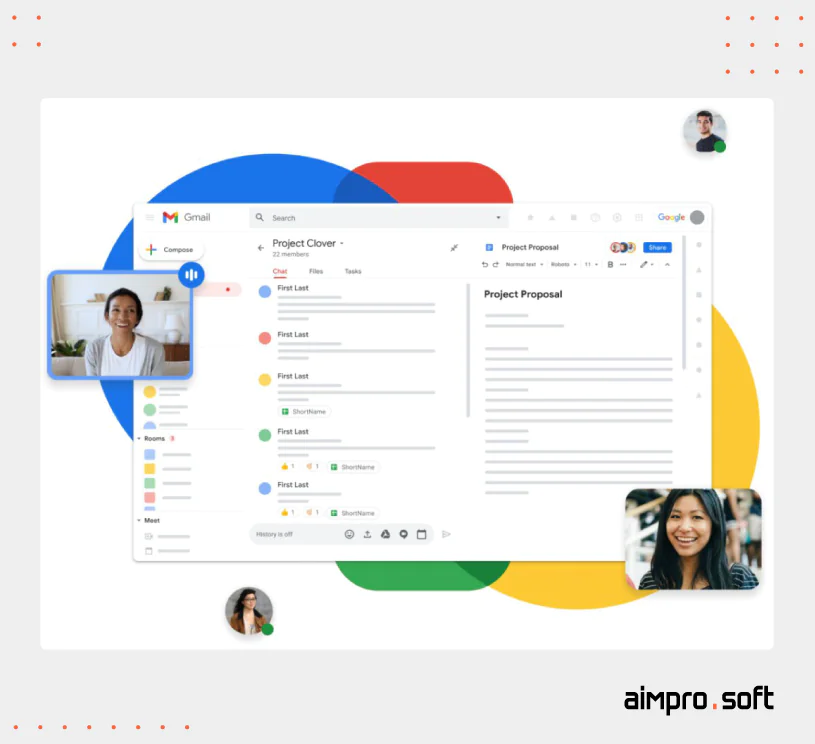 Gmail
Search
Google
Compose
Project Clover
22 members
Chat Files Tasks
First Last
First Last
First Last
ShortName
First Last
1 1 ShortName
First Last
1 1 ShortName
History is off
Rooms 3
Meet
Project Proposal
Share
Normal text Roboto 11 B
Project Proposal
aimpro.soft